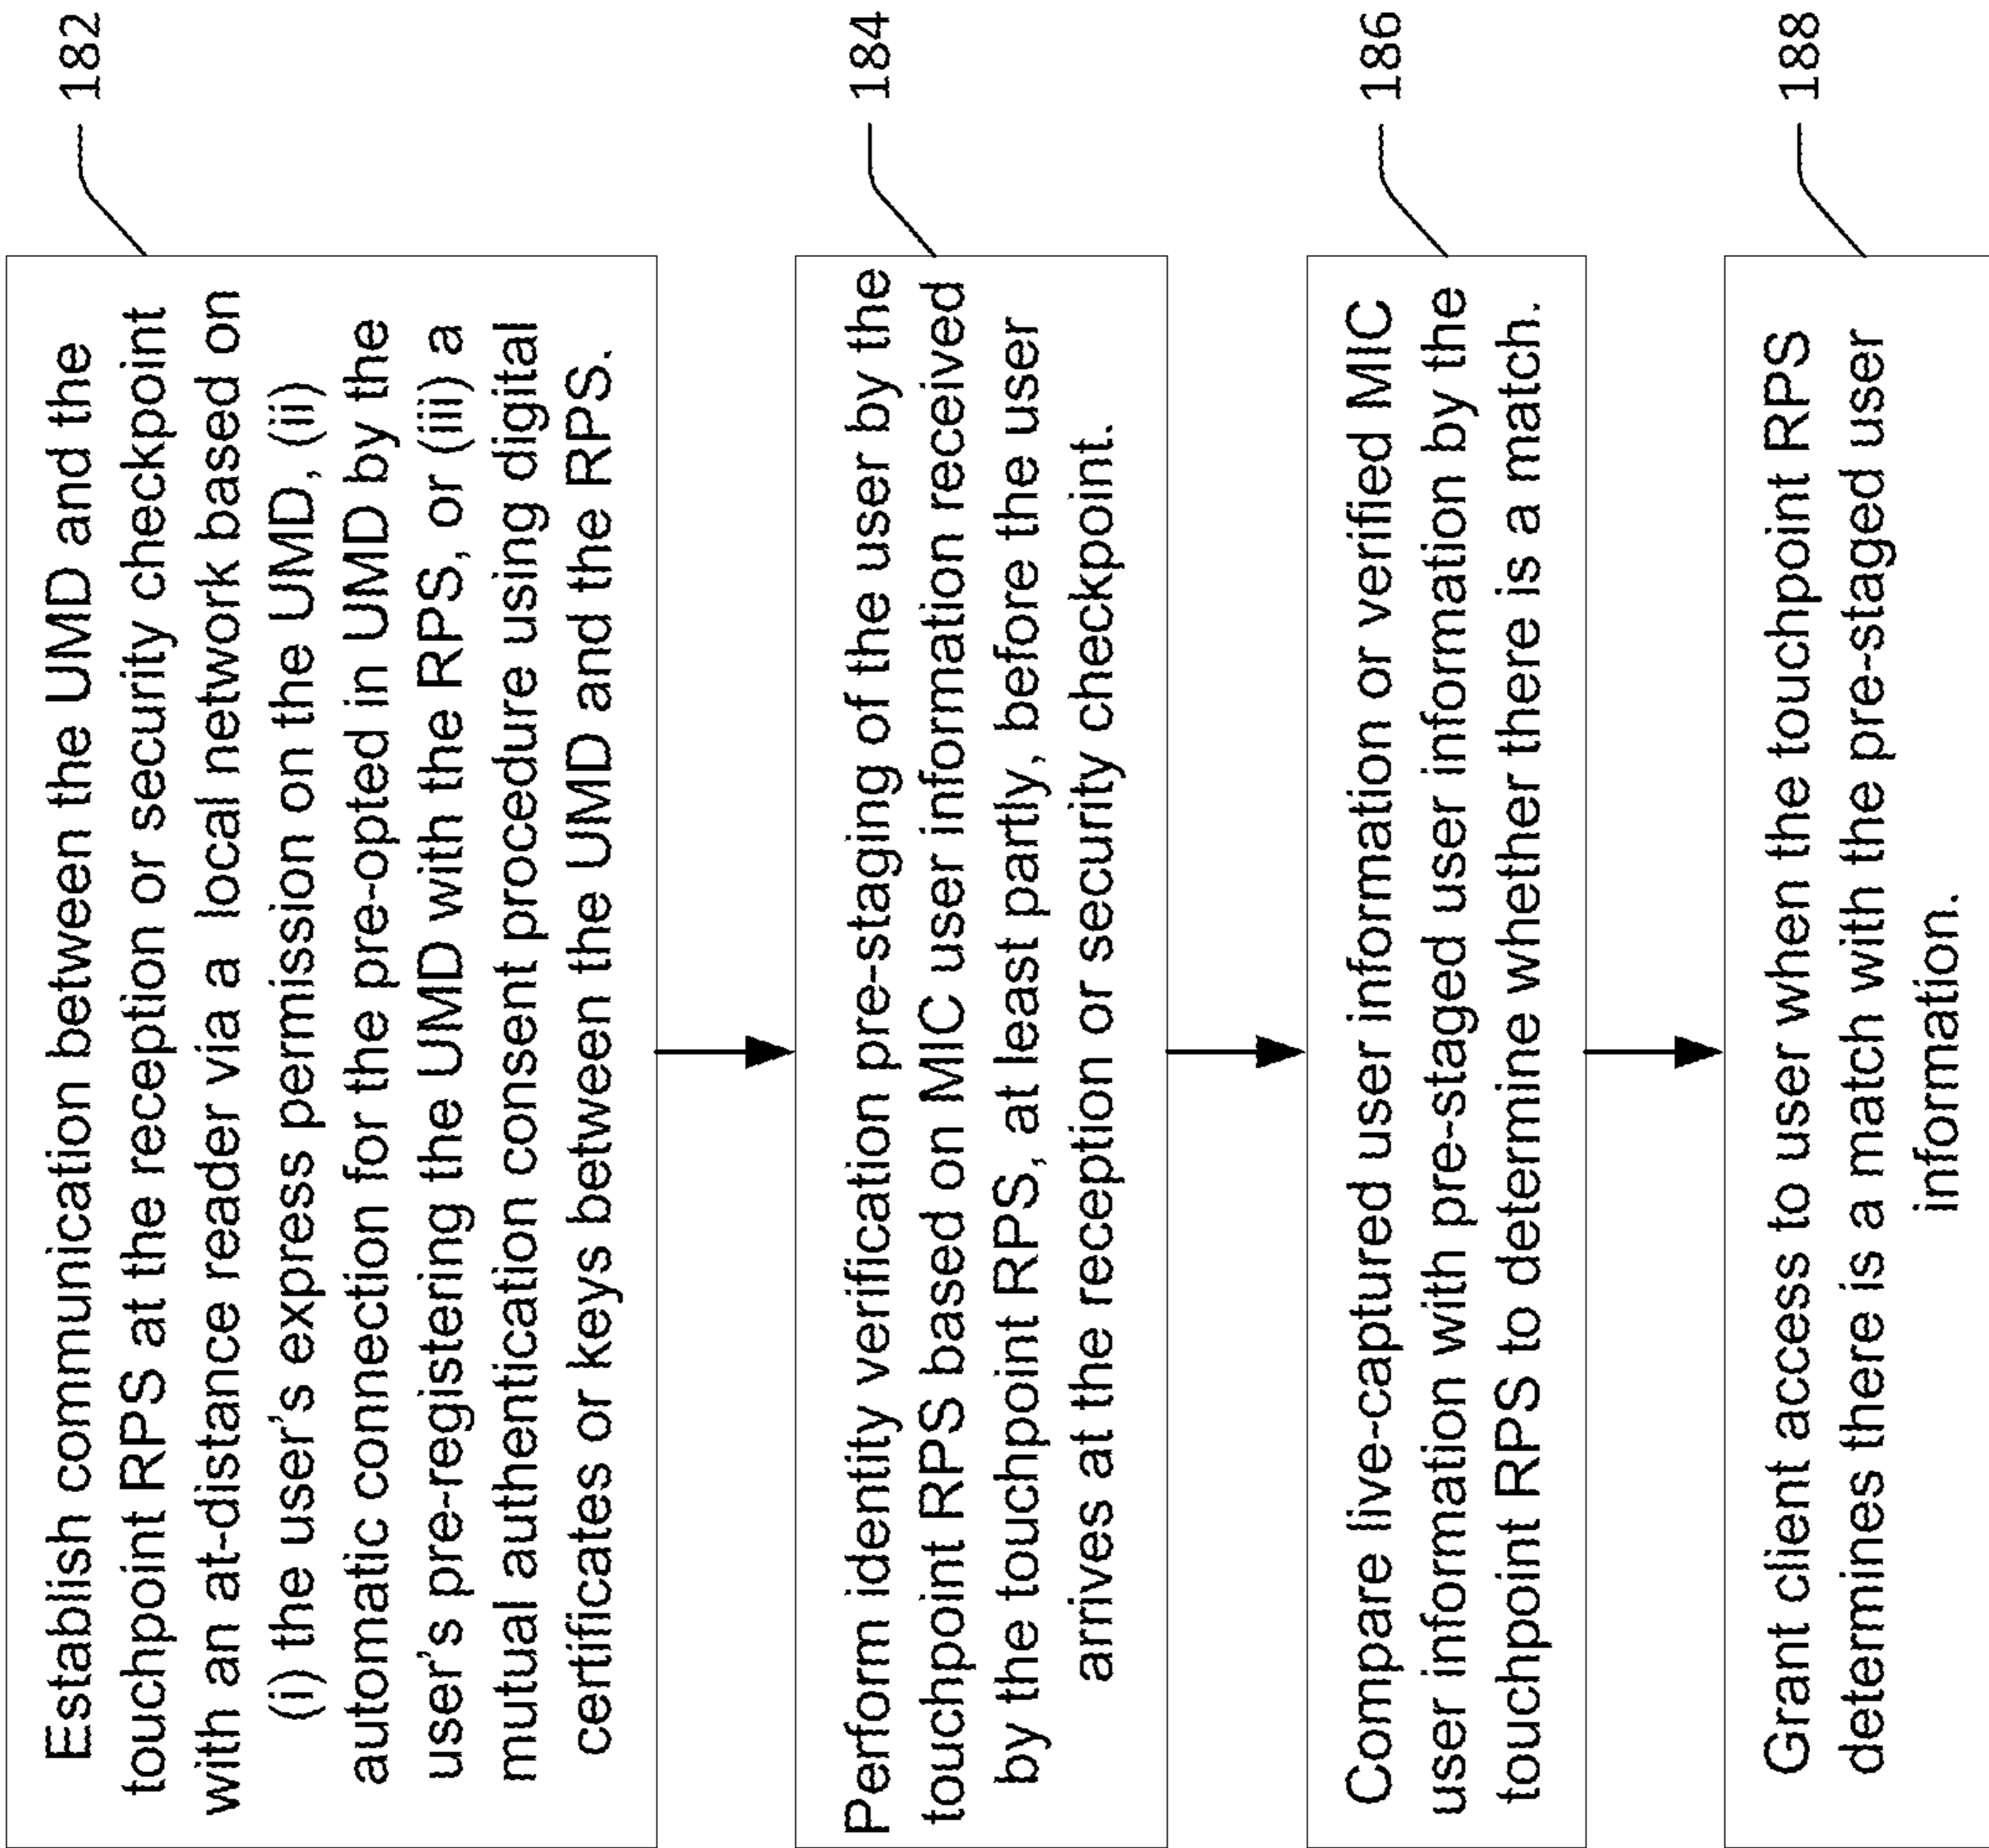 Establish communication between the UMD and the
touchpoint RPS at the reception or security checkpoint
with an at-distance reader via a local network based on
(i) the user's express permission on the UMD, (ii)
automatic connection for the pre-opted in UMD by the
user's pre-registering the UMD with the RPS, or (iii) a
mutual authentication consent procedure using digital
certificates or keys between the UMD and the RPS.
182
Perform identity verification pre-staging of the user by the
touchpoint RPS based on MIC user information received
by the touchpoint RPS, at least partly, before the user
arrives at the reception or security checkpoint.
184
Compare live-captured user information or verified MIC
user information with pre-staged user information by the
touchpoint RPS to determine whether there is a match.
186
Grant client access to user when the touchpoint RPS
determines there is a match with the pre-staged user
information.
188